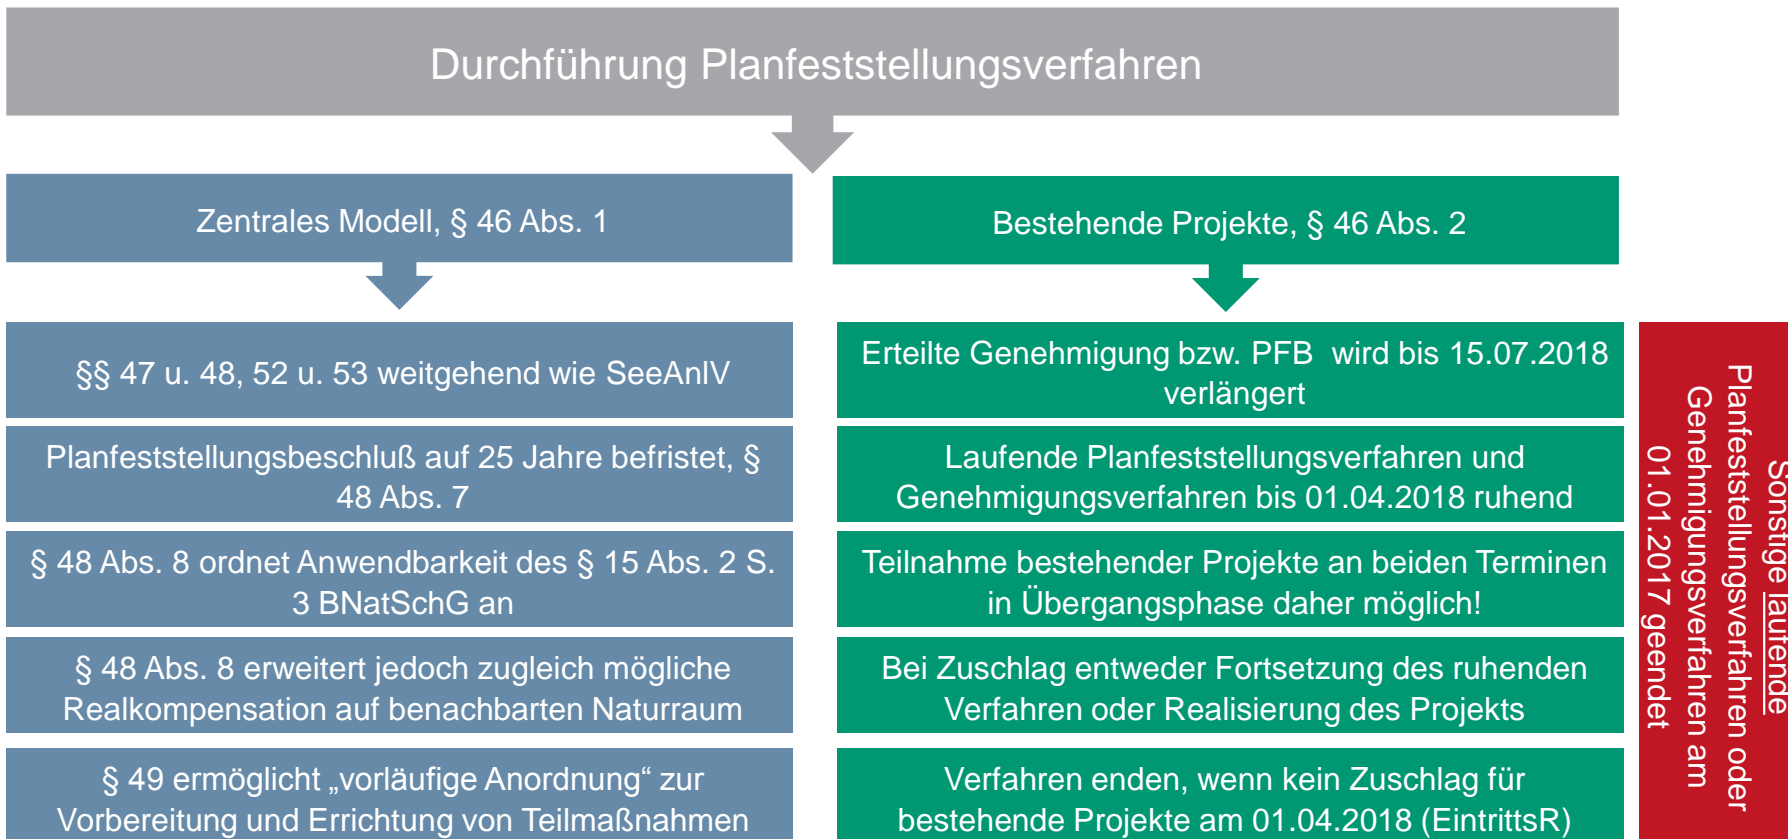 Durchführung Planfeststellungsverfahren
Zentrales Modell, § 46 Abs. 1
§§ 47 u. 48, 52 u. 53 weitgehend wie SeeAnlV
Planfeststellungsbeschluß auf 25 Jahre befristet, §
48 Abs. 7
§ 48 Abs. 8 ordnet Anwendbarkeit des § 15 Abs. 2 S.
3 BNatSchG an
§ 48 Abs. 8 erweitert jedoch zugleich mögliche
Realkompensation auf benachbarten Naturraum
§ 49 ermöglicht „vorläufige Anordnung“ zur
Vorbereitung und Errichtung von Teilmaßnahmen
Bestehende Projekte, § 46 Abs. 2
Erteilte Genehmigung bzw. PFB wird bis 15.07.2018
verlängert
Laufende Planfeststellungsverfahren und
Genehmigungsverfahren bis 01.04.2018 ruhend
Teilnahme bestehender Projekte an beiden Terminen
in Übergangsphase daher möglich!
Bei Zuschlag entweder Fortsetzung des ruhenden
Verfahren oder Realisierung des Projekts
Verfahren enden, wenn kein Zuschlag für
bestehende Projekte am 01.04.2018 (EintrittsR)
Sonstige laufende
Planfeststellungsverfahren oder
Genehmigungsverfahren am
01.01.2017 geendet